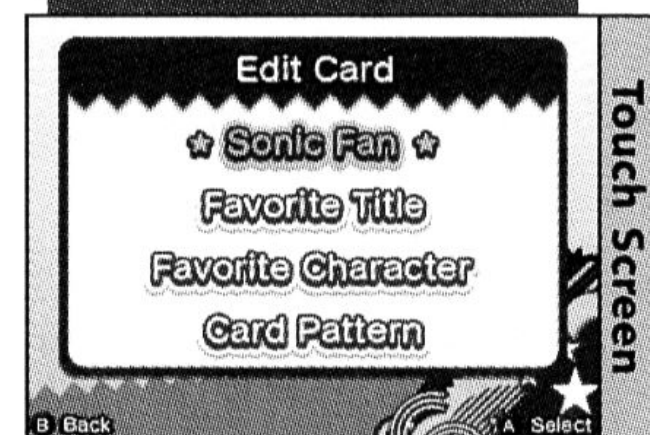 Edit Card
Sonic Fan
Favorite Title
Favorite Character
Card Pattern
B Back
A Select
Touch Screen